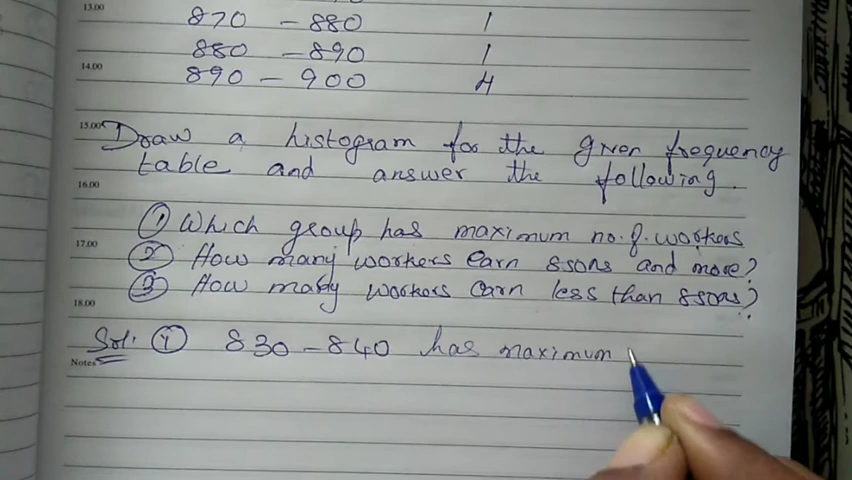 13.00
870 - 880 1
880 - 890 1
14.00
890 - 900 4
15.00
Draw a histogram for the given frequency
table and answer the following.
16.00
① Which group has maximum no. of workers
17.00
② How many workers earn 850rs and more?
③ How many workers earn less than 850rs?
18.00
Sol: ① 830 - 840 has maximum
Notes